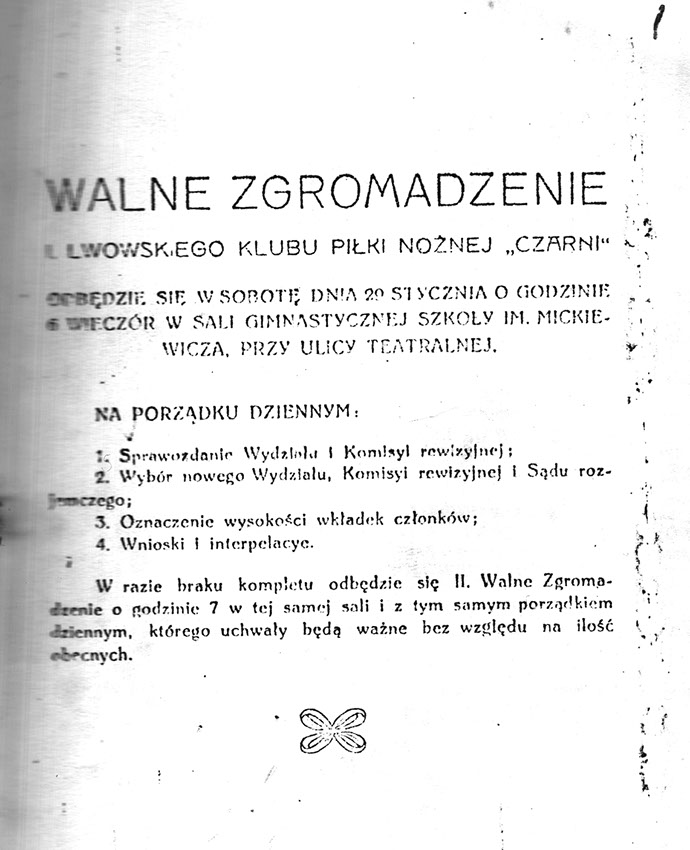 WALNE ZGROMADZENIE
I. LWOWSKIEGO KLUBU PIŁKI NOŻNEJ „CZARNI“
ODBĘDZIE SIĘ W SOBOTĘ DNIA 29 STYCZNIA O GODZINIE
6 WIECZÓR W SALI GIMNASTYCZNEJ SZKOŁY IM. MICKIE-
WICZA, PRZY ULICY TEATRALNEJ.
NA PORZĄDKU DZIENNYM:
1. Sprawozdanie Wydziału i Komisyi rewizyjnej;
2. Wybór nowego Wydziału, Komisyi rewizyjnej i Sądu roz-
jemczego;
3. Oznaczenie wysokości wkładek członków;
4. Wnioski i interpelacye.
W razie braku kompletu odbędzie się II. Walne Zgroma-
dzenie o godzinie 7 w tej samej sali i z tym samym porządkiem
dziennym, którego uchwały będą ważne bez względu na ilość
obecnych.